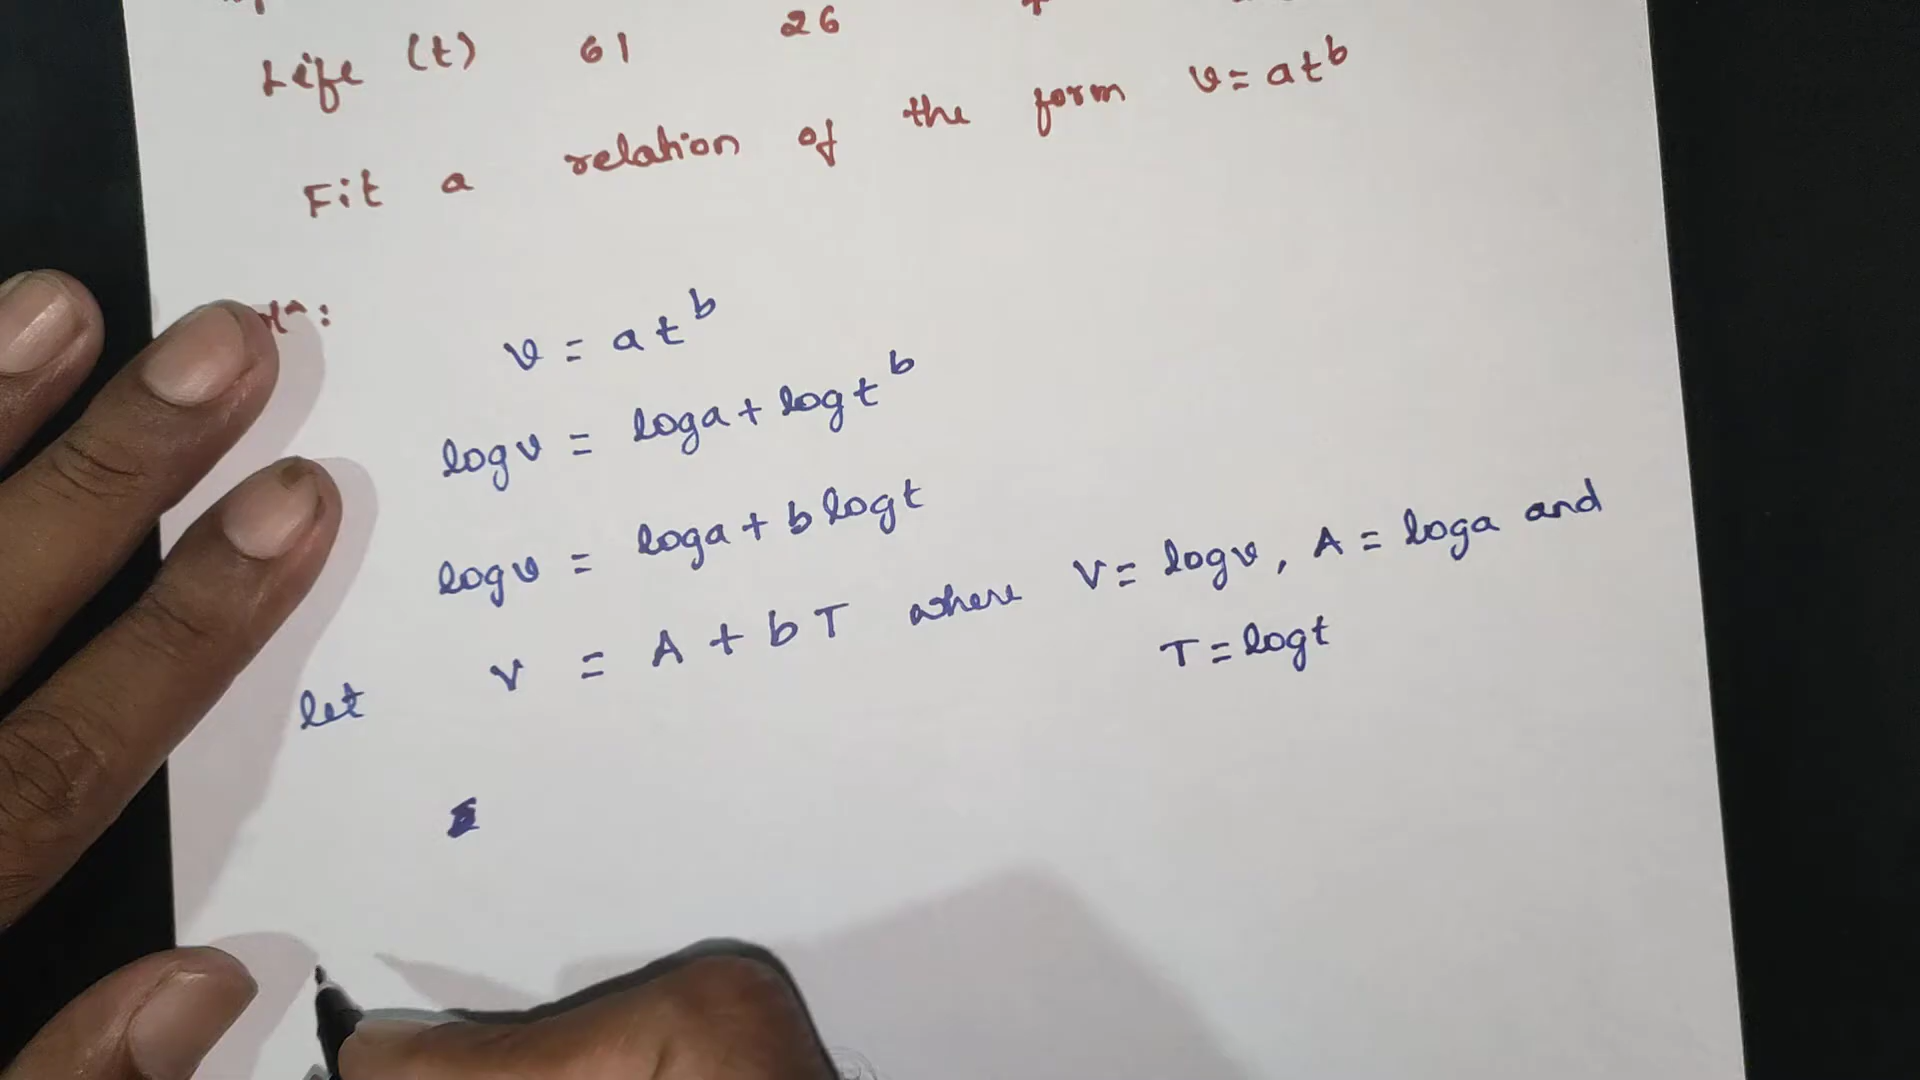 Life (t) 61 26
Fit a relation of the form v = at^b
v = at^b
log v = log a + log t^b
log v = log a + b log t
let V = A + bT where V = log v, A = log a and
T = log t